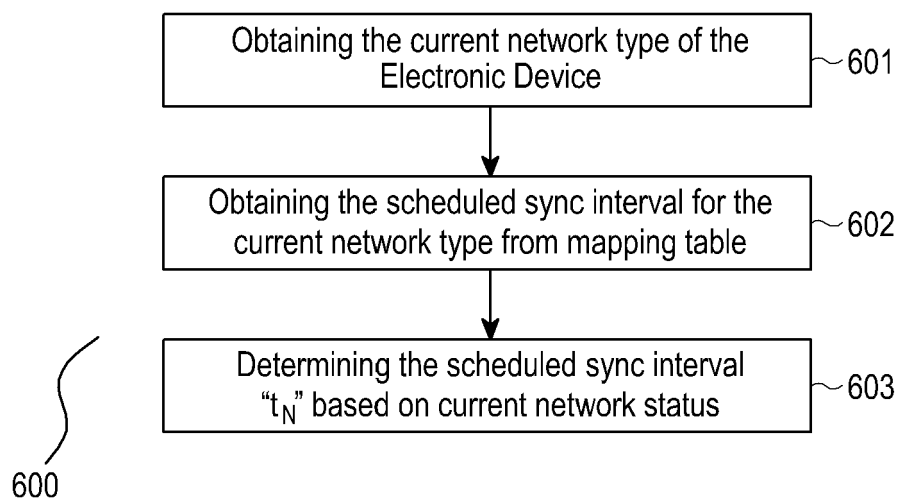 Obtaining the current network type of the
Electronic Device
601
Obtaining the scheduled sync interval for the
current network type from mapping table
602
Determining the scheduled sync interval
“tN” based on current network status
603
600